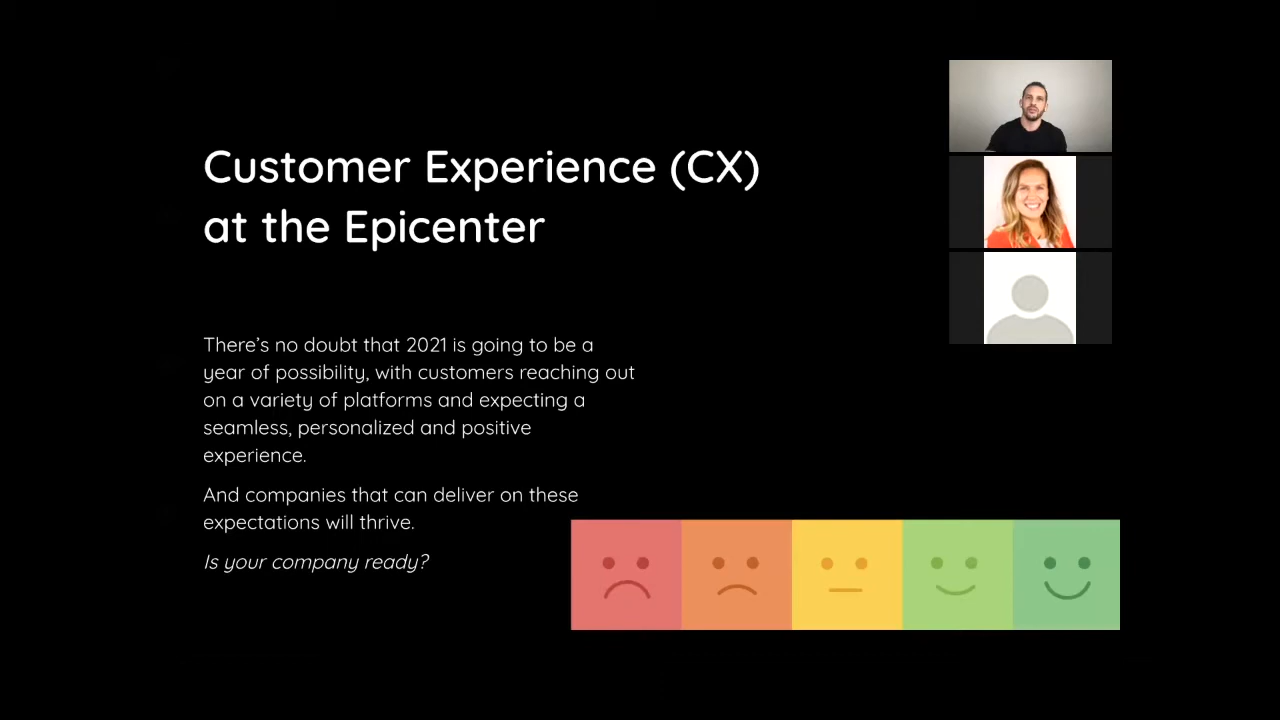 Customer Experience (CX)
at the Epicenter
There's no doubt that 2021 is going to be a
year of possibility, with customers reaching out
on a variety of platforms and expecting a
seamless, personalized and positive
experience.
And companies that can deliver on these
expectations will thrive.
Is your company ready?